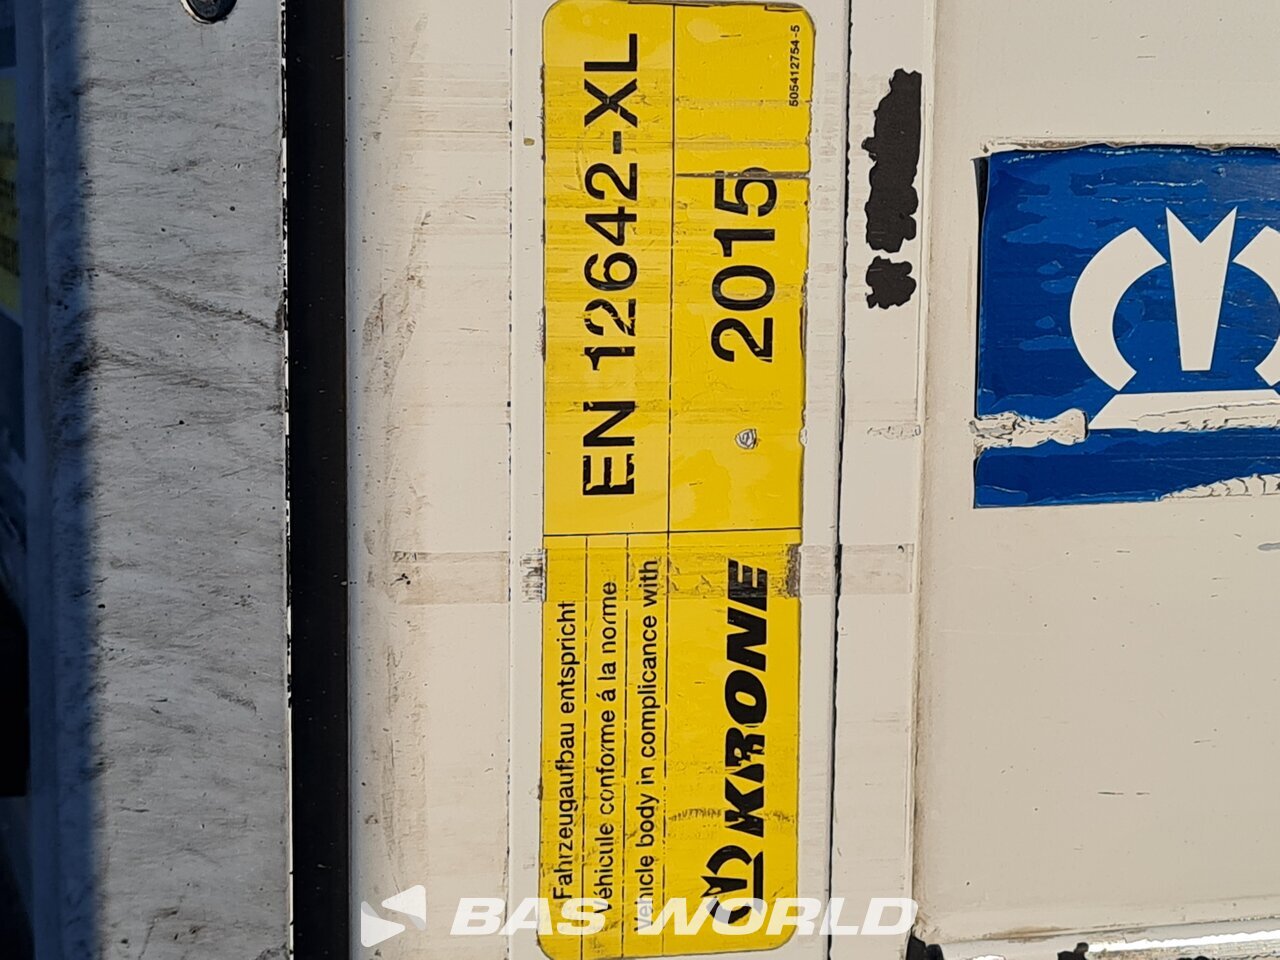 Fahrzeugaufbau entspricht
Véhicule conforme á la norme
Vehicle body in complicance with
KRONE
EN 12642-XL
2015
505412754-5
BAS WORLD